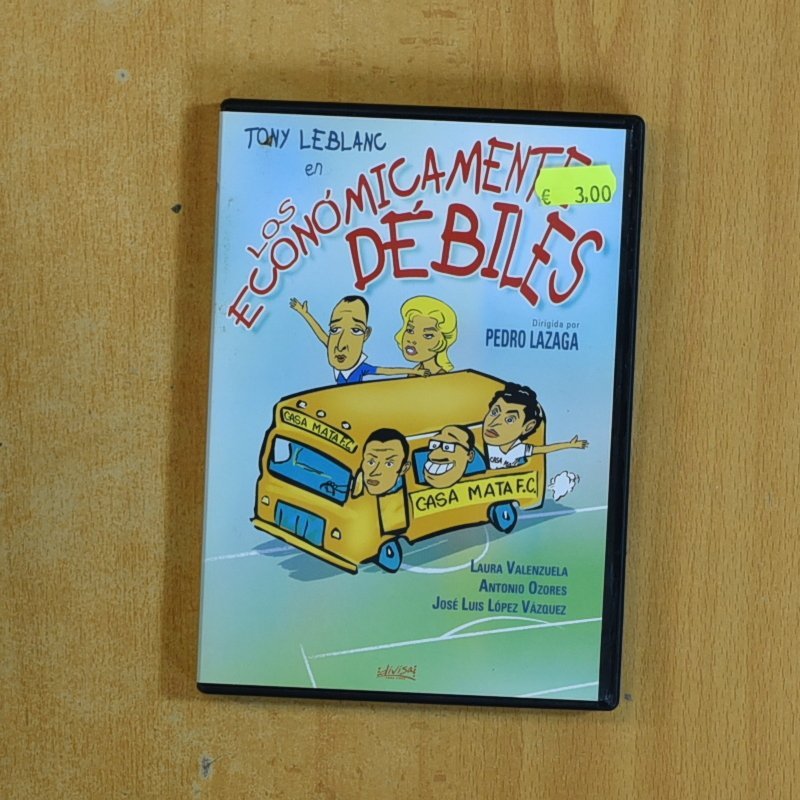 TONY LEBLANC
en
LOS
ECONÓMICAMENTE
DÉBILES
€ 3,00
Dirigida por
PEDRO LAZAGA
CASA MATA F.C.
CASA MATA F.C.
LAURA VALENZUELA
ANTONIO OZORES
JOSÉ LUIS LÓPEZ VÁZQUEZ
divisa